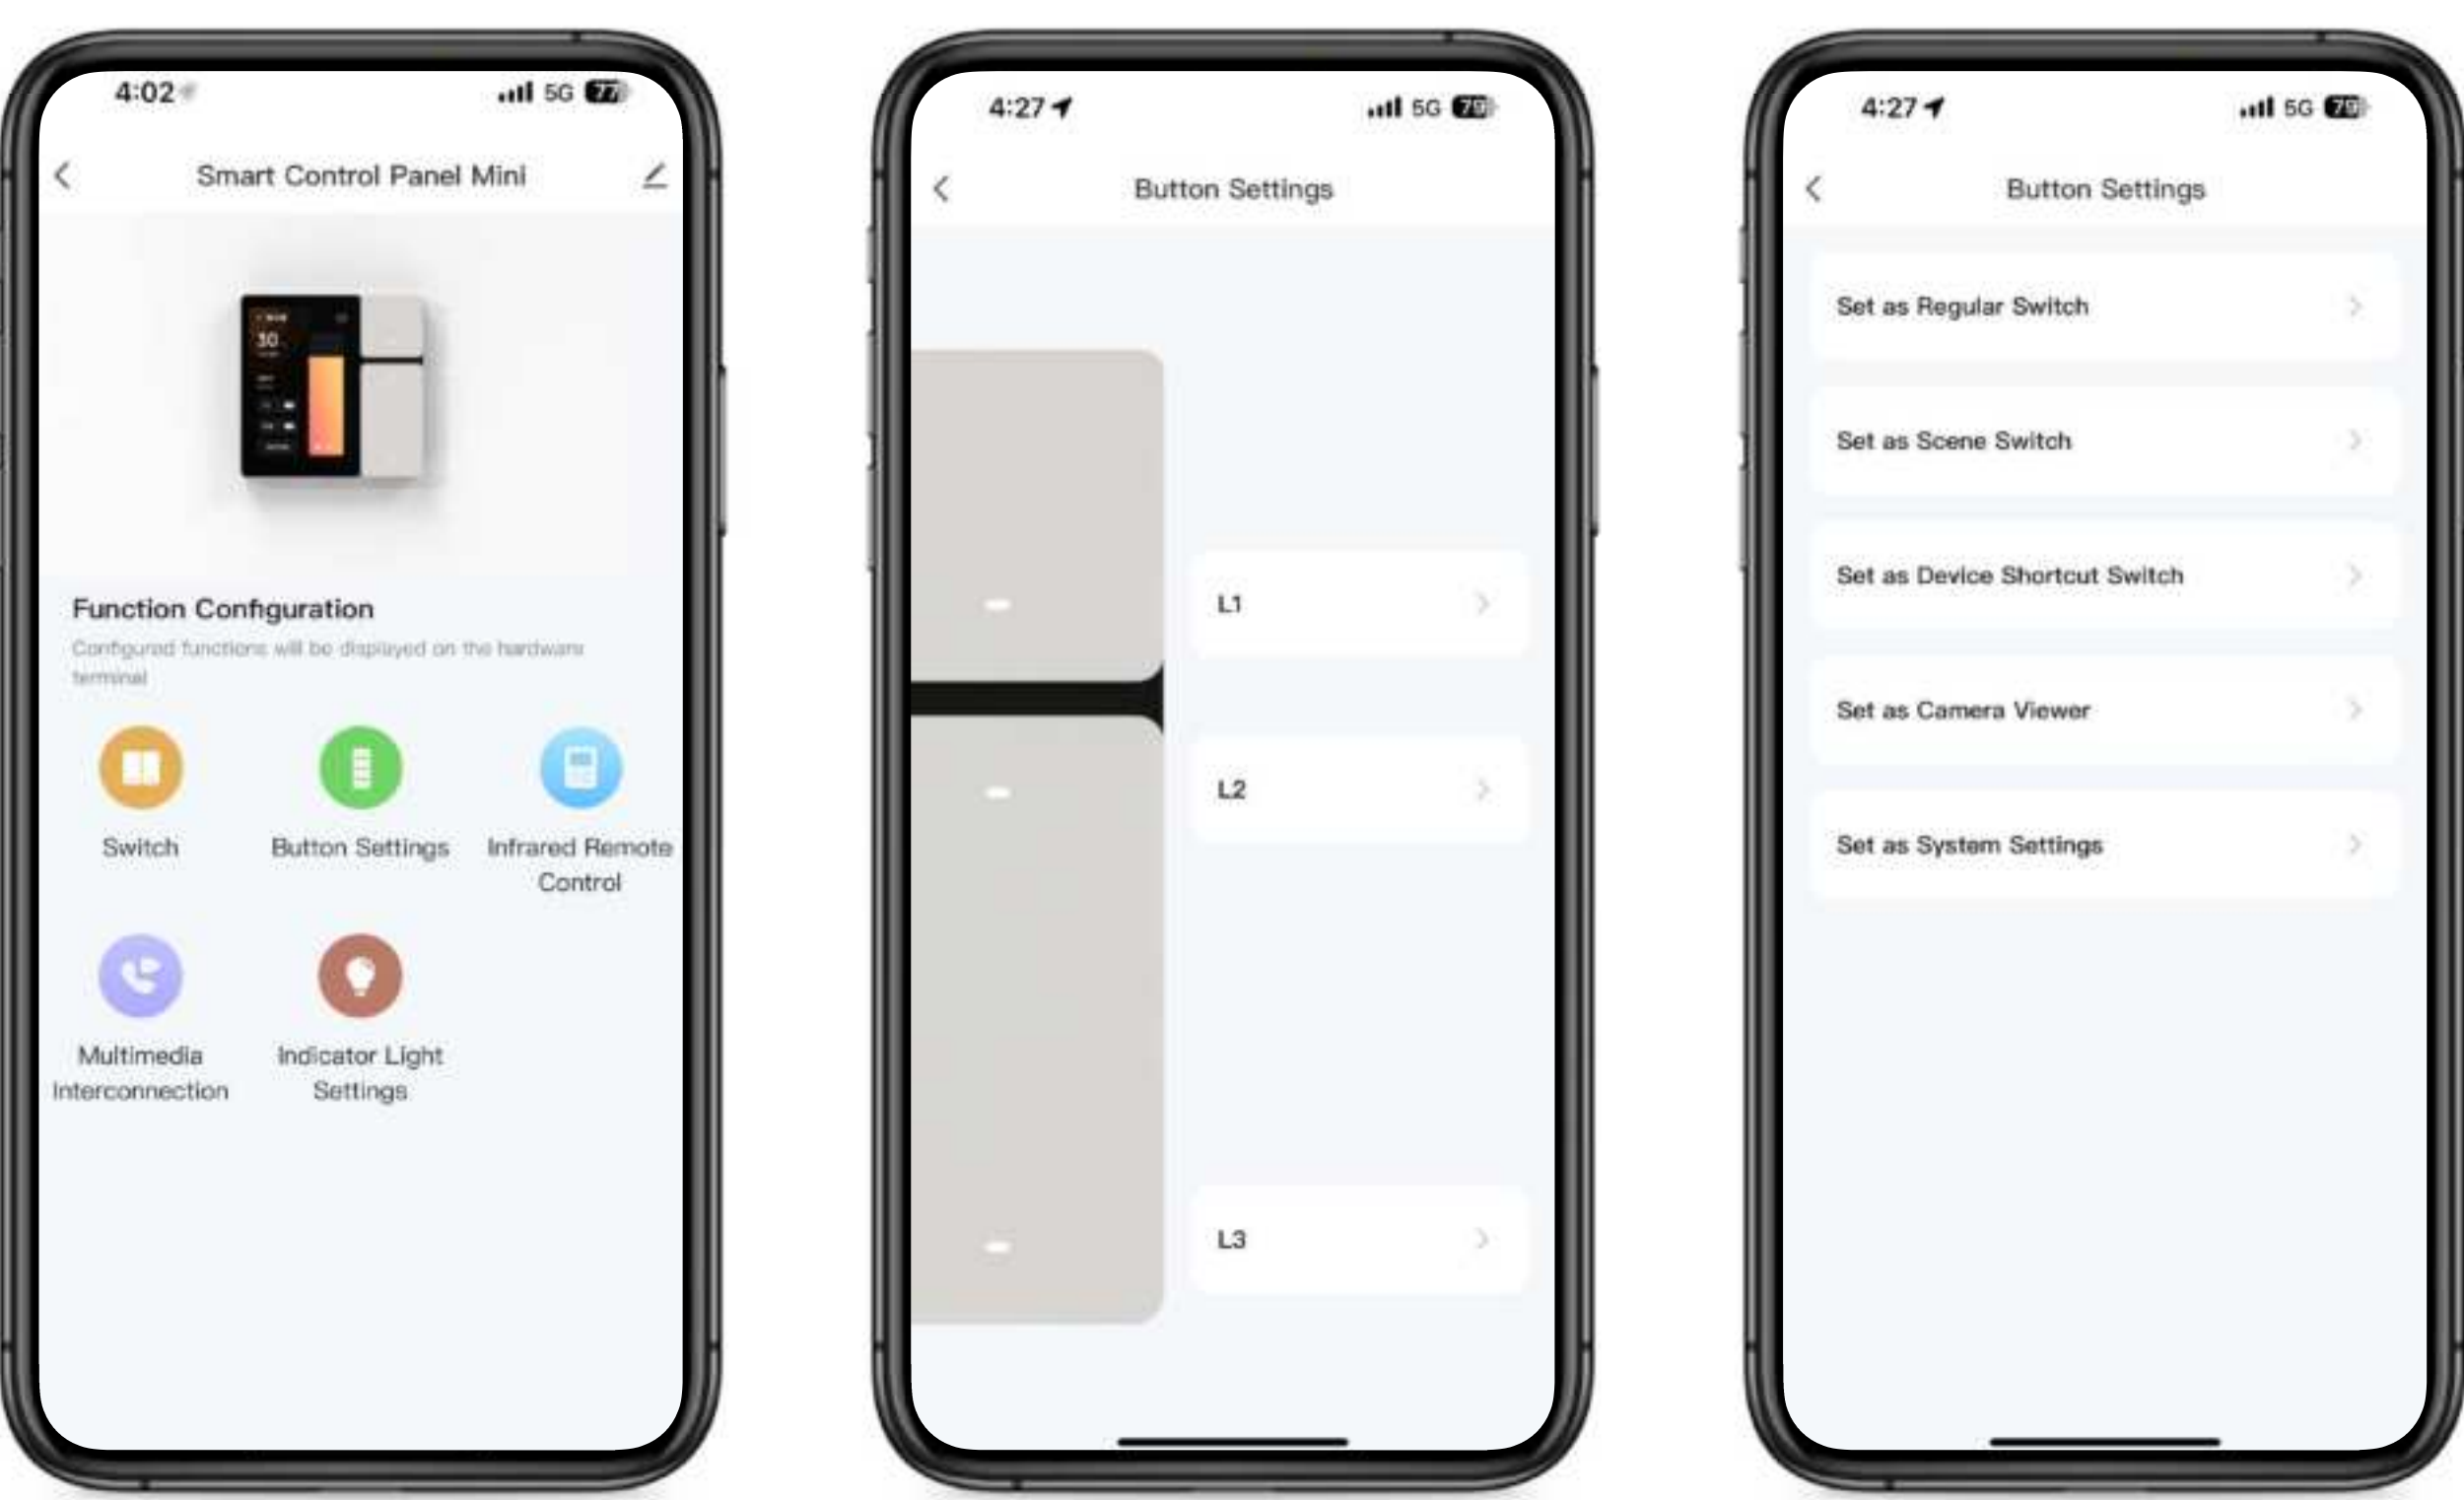 4:02
5G 77
Smart Control Panel Mini
30
Function Configuration
Configured functions will be displayed on the hardware
terminal
Switch
Button Settings
Infrared Remote
Control
Multimedia
Interconnection
Indicator Light
Settings
4:27
5G 79
Button Settings
L1
L2
L3
4:27
5G 79
Button Settings
Set as Regular Switch
Set as Scene Switch
Set as Device Shortcut Switch
Set as Camera Viewer
Set as System Settings